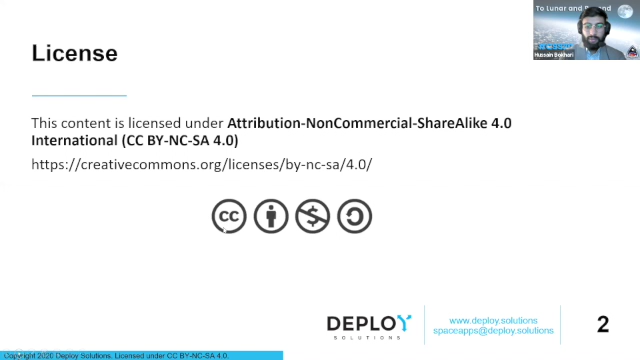 To Lunar and Beyond
License
Hussain Bokhari
This content is licensed under Attribution-NonCommercial-ShareAlike 4.0
International (CC BY-NC-SA 4.0)
https://creativecommons.org/licenses/by-nc-sa/4.0/
cc
DEPLOY
SOLUTIONS
www.deploy.solutions
spaceapps@deploy.solutions
2
Copyright 2020 Deploy Solutions. Licensed under CC BY-NC-SA 4.0.